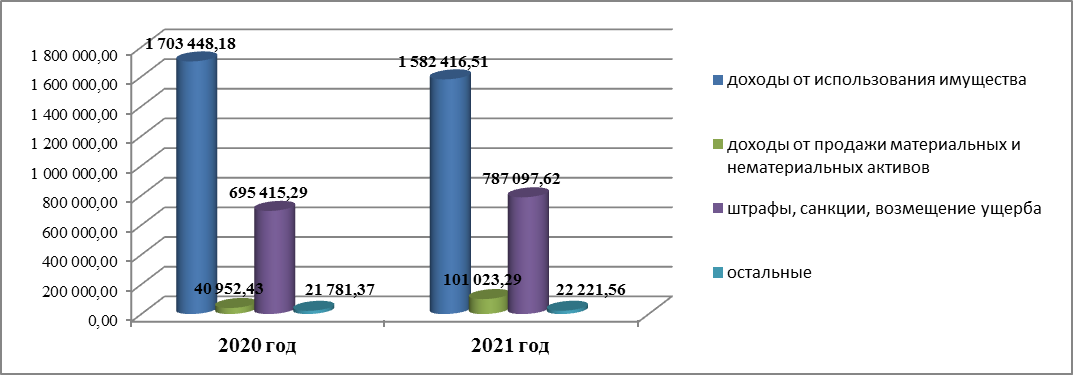 1 800 000,00
1 600 000,00
1 400 000,00
1 200 000,00
1 000 000,00
800 000,00
600 000,00
400 000,00
200 000,00
0,00
1 703 448,18
40 952,43
695 415,29
21 781,37
1 582 416,51
101 023,29
787 097,62
22 221,56
2020 год
2021 год
доходы от использования имущества
доходы от продажи материальных и
нематериальных активов
штрафы, санкции, возмещение ущерба
остальные